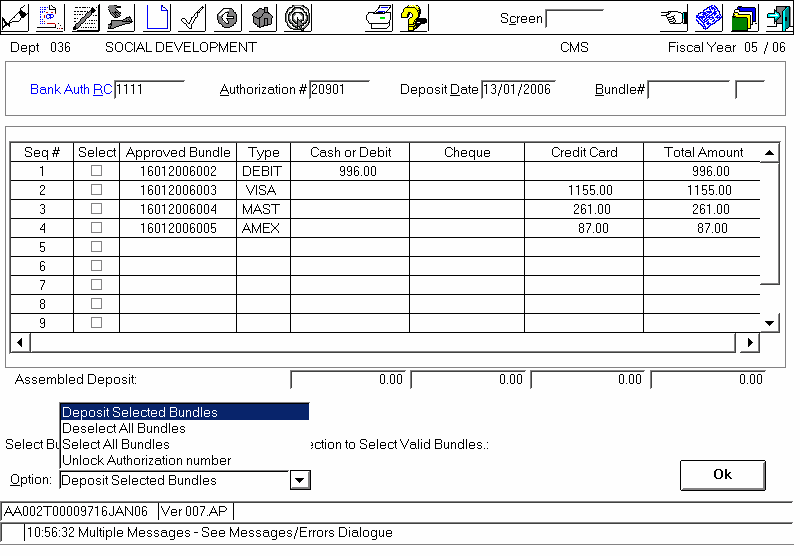 Screen
Dept 036 SOCIAL DEVELOPMENT CMS Fiscal Year 05 / 06
Bank Auth RC 1111 Authorization # 20901 Deposit Date 13/01/2006 Bundle#
Seq # Select Approved Bundle Type Cash or Debit Cheque Credit Card Total Amount
1 16012006002 DEBIT 996.00 996.00
2 16012006003 VISA 1155.00 1155.00
3 16012006004 MAST 261.00 261.00
4 16012006005 AMEX 87.00 87.00
5
6
7
8
9
Assembled Deposit: 0.00 0.00 0.00 0.00
Deposit Selected Bundles
Deselect All Bundles
Select All Bundles
Unlock Authorization number
Select to Select Valid Bundles.:
Option: Deposit Selected Bundles Ok
AA002T00009716JAN06 Ver 007.AP
10:56:32 Multiple Messages - See Messages/Errors Dialogue